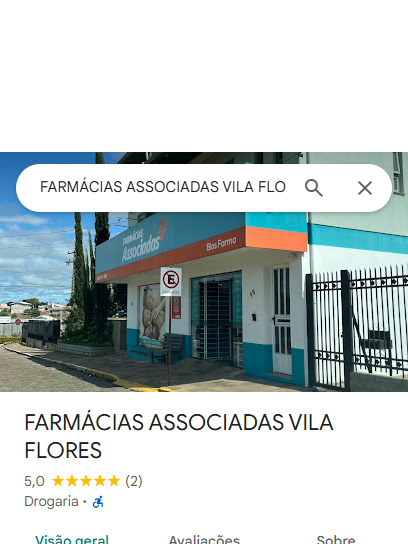 FARMÁCIAS ASSOCIADAS VILA FLO
FARMÁCIAS
Associadas
Bias Farma
E
FARMÁCIAS ASSOCIADAS VILA
FLORES
5,0 ★★★★★ (2)
Drogaria ·
Visão geral Avaliações Sobre